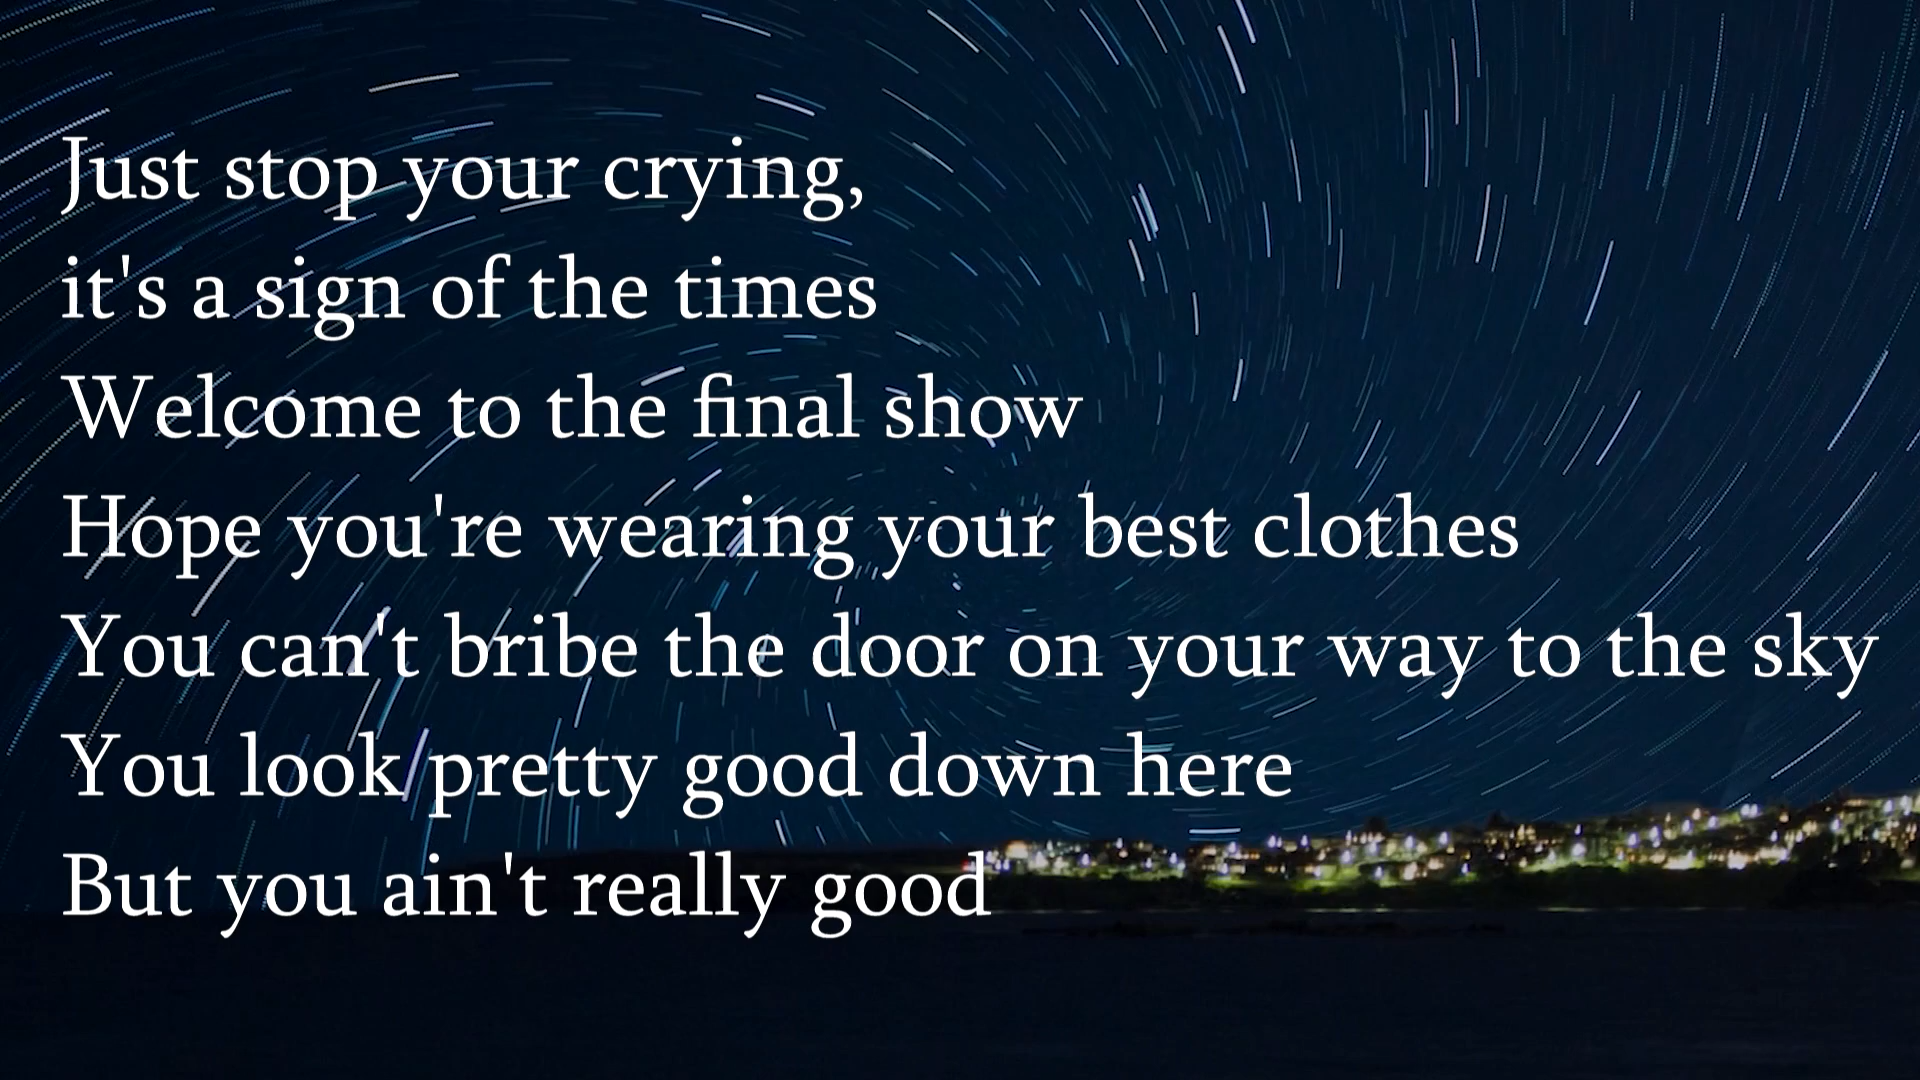 Just stop your crying,
it's a sign of the times
Welcome to the final show
Hope you're wearing your best clothes
You can't bribe the door on your way to the sky
You look pretty good down here
But you ain't really good